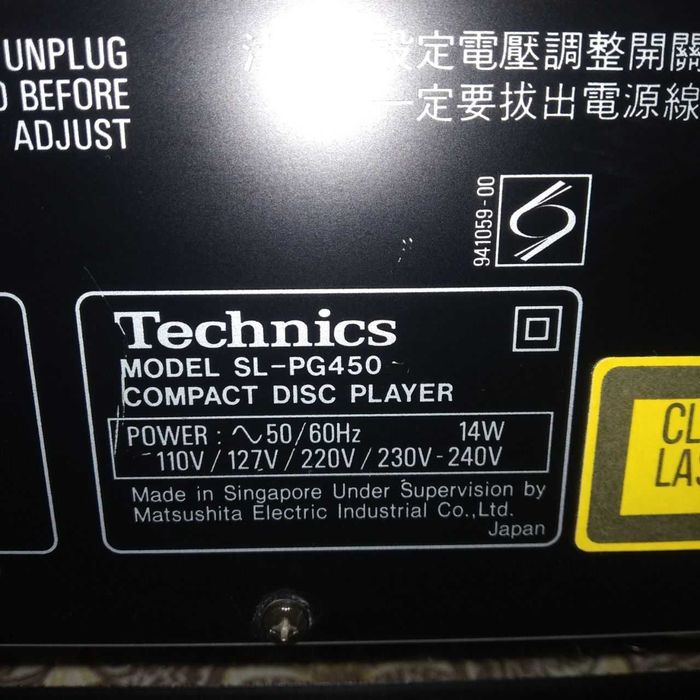 UNPLUG
BEFORE
ADJUST
設定電壓調整開關
一定要拔出電源線
941059-00
Technics
MODEL SL-PG450
COMPACT DISC PLAYER
POWER : ∿50/60Hz 14W
110V/127V/220V/230V-240V
Made in Singapore Under Supervision by
Matsushita Electric Industrial Co.,Ltd.
Japan